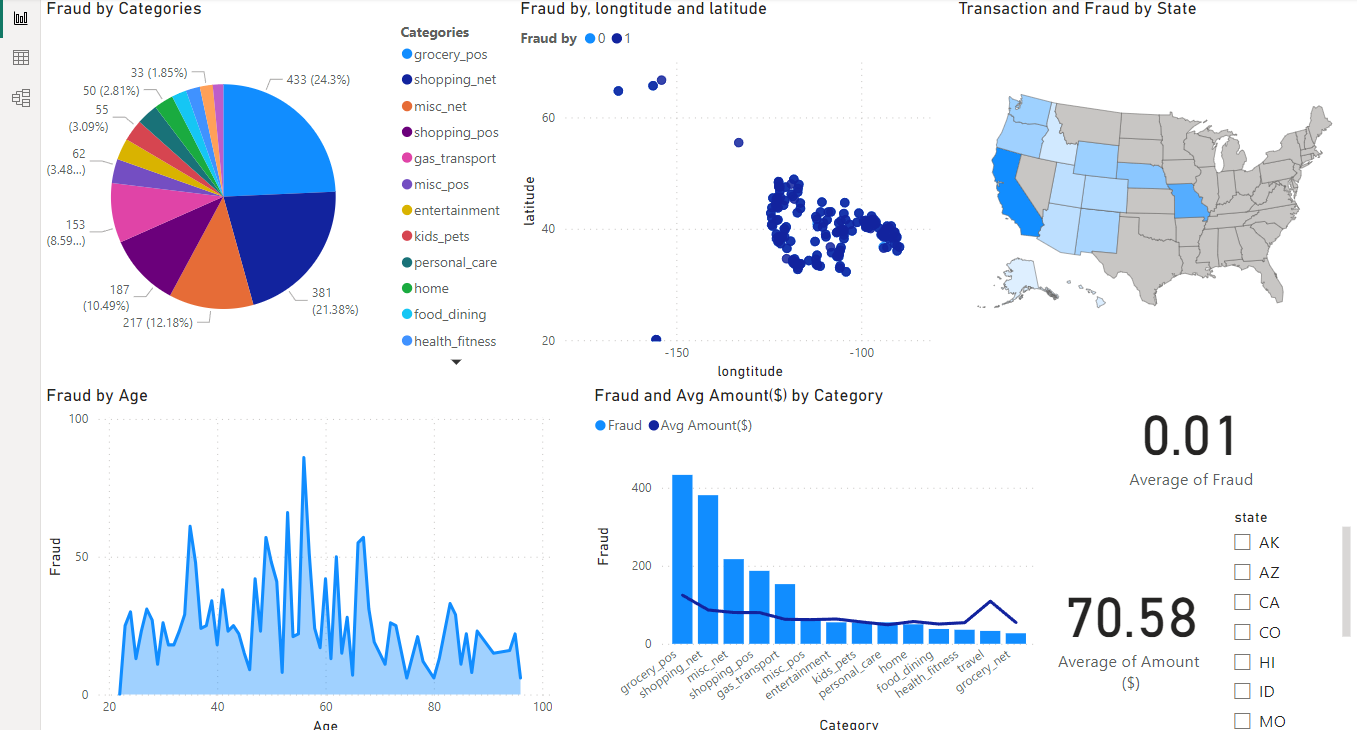 Fraud by Categories
33 (1.85%)
50 (2.81%)
55
(3.09%)
62
(3.48...)
153
(8.59...)
187
(10.49%)
217 (12.18%)
381
(21.38%)
433 (24.3%)
Categories
grocery_pos
shopping_net
misc_net
shopping_pos
gas_transport
misc_pos
entertainment
kids_pets
personal_care
home
food_dining
health_fitness
Fraud by, longtitude and latitude
Fraud by 0 1
latitude
60
40
20
-150 -100
longtitude
Transaction and Fraud by State
Fraud by Age
Fraud
100
50
0
20 40 60 80 100
Age
Fraud and Avg Amount($) by Category
Fraud Avg Amount($)
Fraud
400
200
0
grocery_pos
shopping_net
misc_net
shopping_pos
gas_transport
misc_pos
entertainment
kids_pets
personal_care
home
food_dining
health_fitness
travel
grocery_net
Category
0.01
Average of Fraud
70.58
Average of Amount
($)
state
AK
AZ
CA
CO
HI
ID
MO